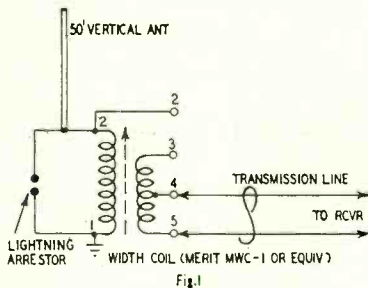 50' VERTICAL ANT
2
2
3
4
TRANSMISSION LINE
5
TO RCVR
1
LIGHTNING
ARRESTOR
WIDTH COIL (MERIT MWC-1 OR EQUIV)
Fig.1